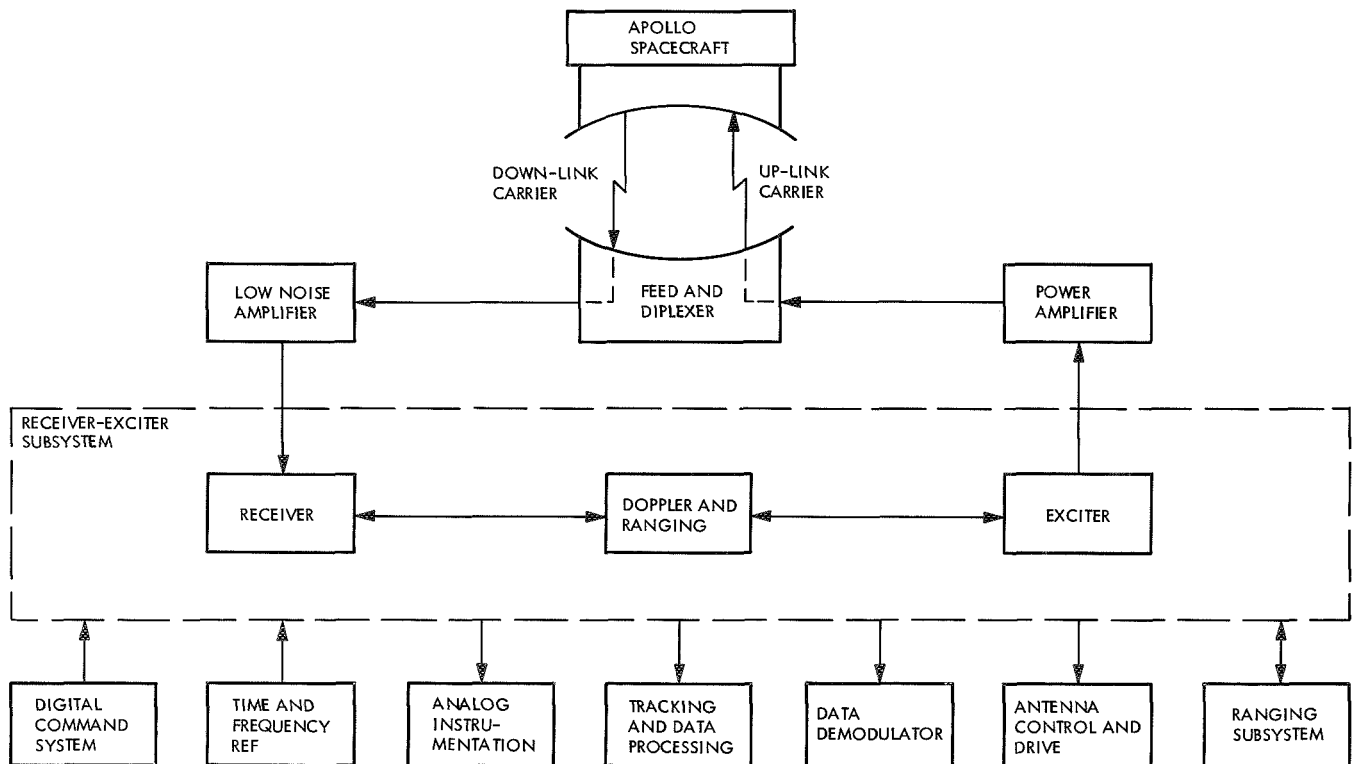 APOLLO
SPACECRAFT
DOWN-LINK
CARRIER
UP-LINK
CARRIER
LOW NOISE
AMPLIFIER
FEED AND
DIPLEXER
POWER
AMPLIFIER
RECEIVER-EXCITER
SUBSYSTEM
RECEIVER
DOPPLER AND
RANGING
EXCITER
DIGITAL
COMMAND
SYSTEM
TIME AND
FREQUENCY
REF
ANALOG
INSTRU-
MENTATION
TRACKING
AND DATA
PROCESSING
DATA
DEMODULATOR
ANTENNA
CONTROL AND
DRIVE
RANGING
SUBSYSTEM